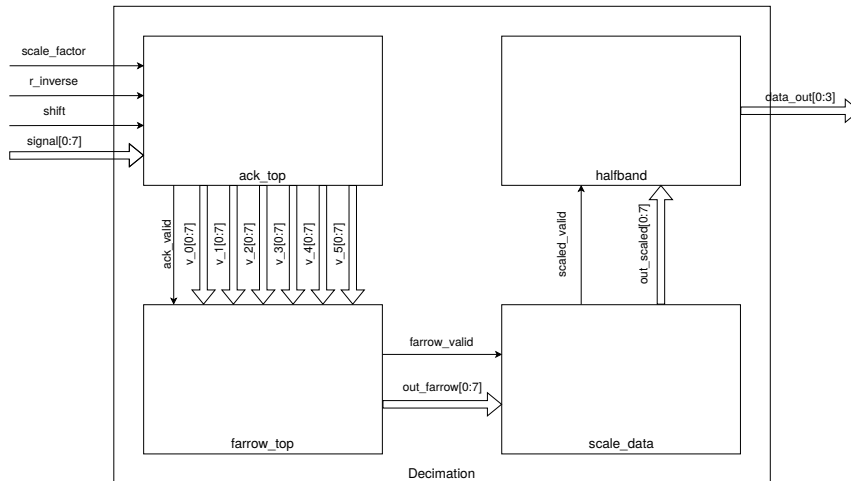 scale_factor
r_inverse
shift
signal[0:7]
ack_top
halfband
data_out[0:3]
ack_valid
v_0[0:7]
v_1[0:7]
v_2[0:7]
v_3[0:7]
v_4[0:7]
v_5[0:7]
scaled_valid
out_scaled[0:7]
farrow_valid
out_farrow[0:7]
farrow_top
scale_data
Decimation